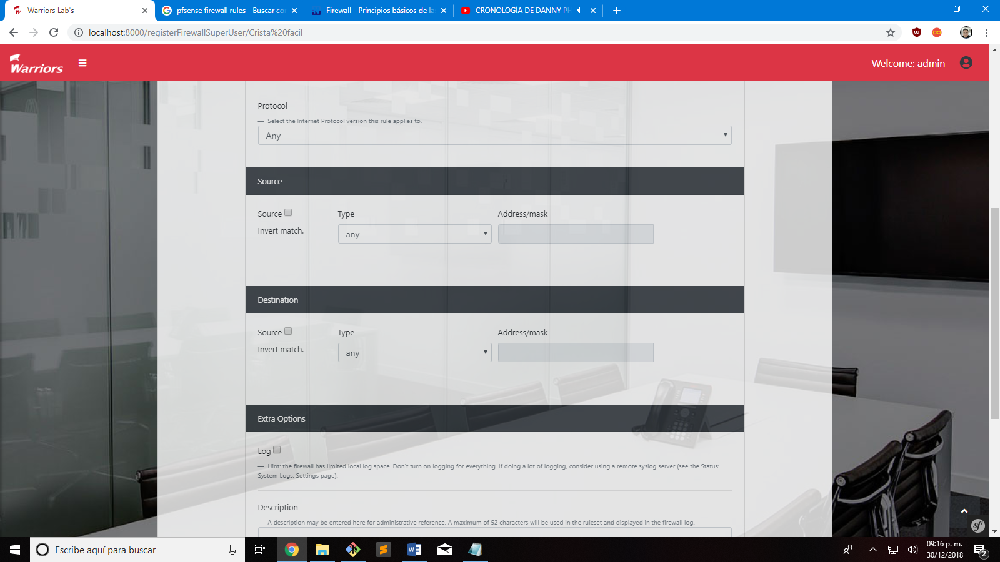 Warriors Lab's
pfsense firewall rules - Buscar co
Firewall - Principios básicos de la
CRONOLOGÍA DE DANNY PH
localhost:8000/registerFirewallSuperUser/Crista%20facil
Warriors
Welcome: admin
Protocol
— Select the Internet Protocol version this rule applies to.
Any
Source
Source
Type
Address/mask
Invert match.
any
Destination
Source
Type
Address/mask
Invert match.
any
Extra Options
Log
— Hint: the firewall has limited local log space. Don't turn on logging for everything. If doing a lot of logging, consider using a remote syslog server (see the Status:
System Logs: Settings page).
Description
— A description may be entered here for administrative reference. A maximum of 52 characters will be used in the ruleset and displayed in the firewall log.
sf
Escribe aquí para buscar
09:16 p. m.
30/12/2018
2